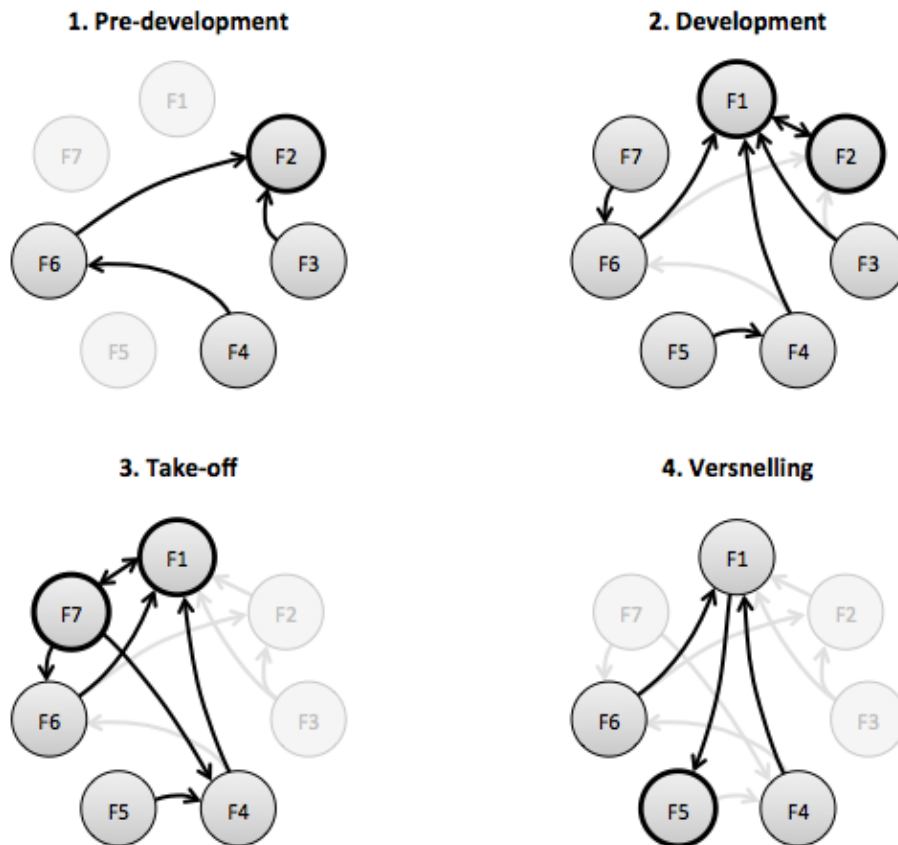 1. Pre-development
F1
F7
F2
F6
F3
F5
F4
2. Development
F1
F7
F2
F6
F3
F5
F4
3. Take-off
F1
F7
F2
F6
F3
F5
F4
4. Versnelling
F1
F7
F2
F6
F3
F5
F4